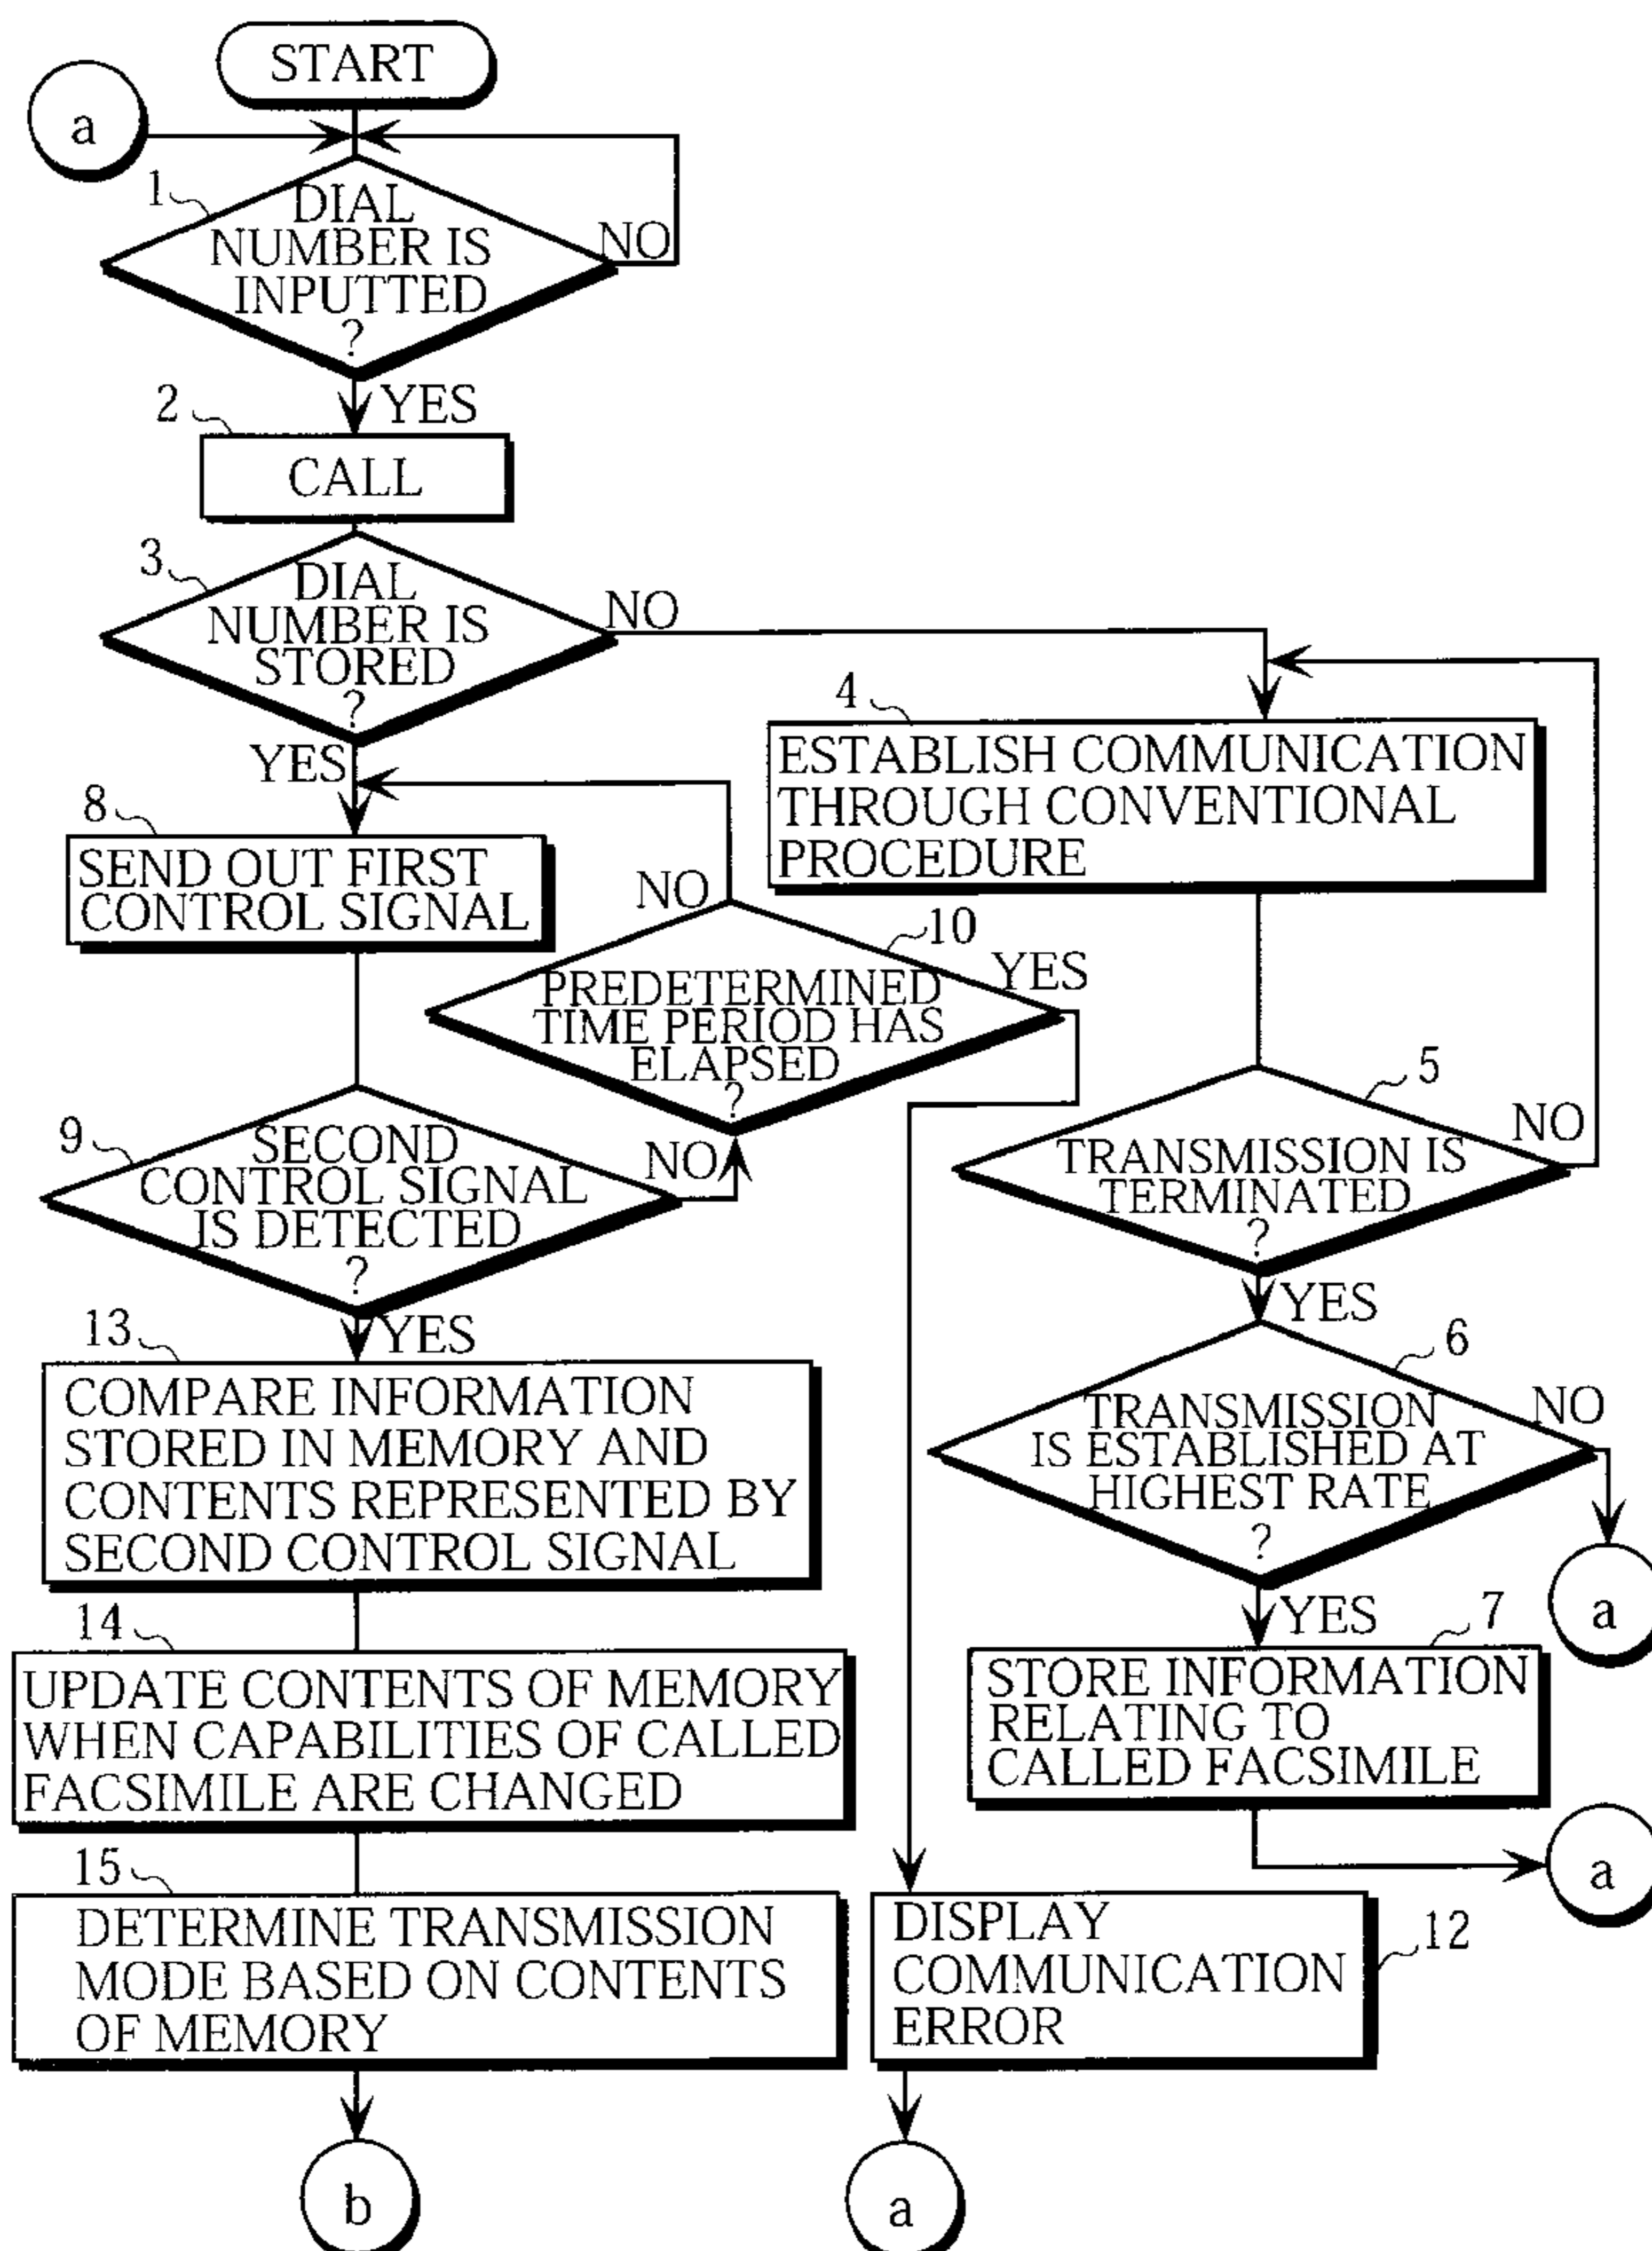 START
a
1
DIAL
NUMBER IS
INPUTTED
?
NO
YES
2
CALL
3
DIAL
NUMBER IS
STORED
?
NO
YES
4
ESTABLISH COMMUNICATION
THROUGH CONVENTIONAL
PROCEDURE
8
SEND OUT FIRST
CONTROL SIGNAL
NO
10
YES
PREDETERMINED
TIME PERIOD HAS
ELAPSED
?
5
NO
TRANSMISSION IS
TERMINATED
?
YES
9
SECOND
CONTROL SIGNAL
IS DETECTED
?
NO
YES
6
NO
TRANSMISSION
IS ESTABLISHED AT
HIGHEST RATE
?
YES
a
13
COMPARE INFORMATION
STORED IN MEMORY AND
CONTENTS REPRESENTED BY
SECOND CONTROL SIGNAL
7
STORE INFORMATION
RELATING TO
CALLED FACSIMILE
a
14
UPDATE CONTENTS OF MEMORY
WHEN CAPABILITIES OF CALLED
FACSIMILE ARE CHANGED
15
DETERMINE TRANSMISSION
MODE BASED ON CONTENTS
OF MEMORY
12
DISPLAY
COMMUNICATION
ERROR
b
a